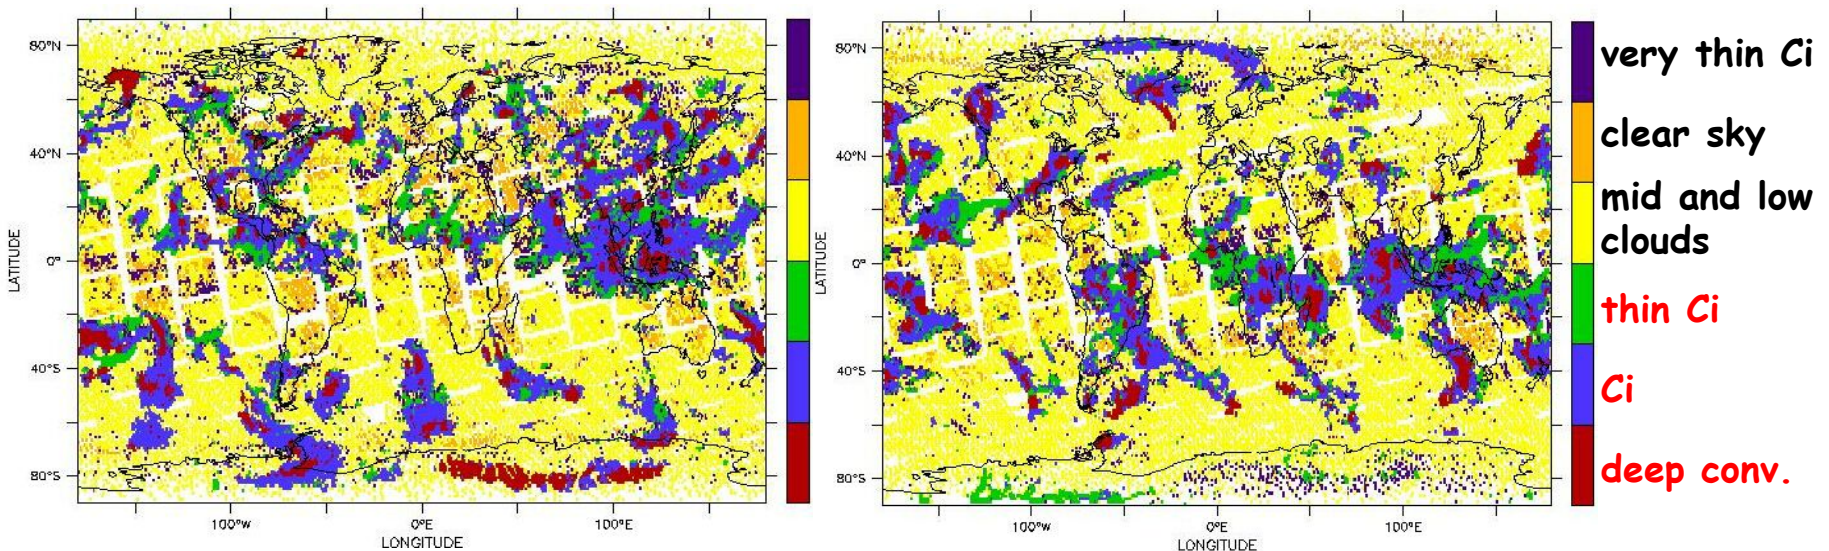 80°N
40°N
0°
40°S
80°S
LATITUDE
100°W
0°E
100°E
LONGITUDE
80°N
40°N
0°
40°S
80°S
LATITUDE
100°W
0°E
100°E
LONGITUDE
very thin Ci
clear sky
mid and low
clouds
thin Ci
Ci
deep conv.